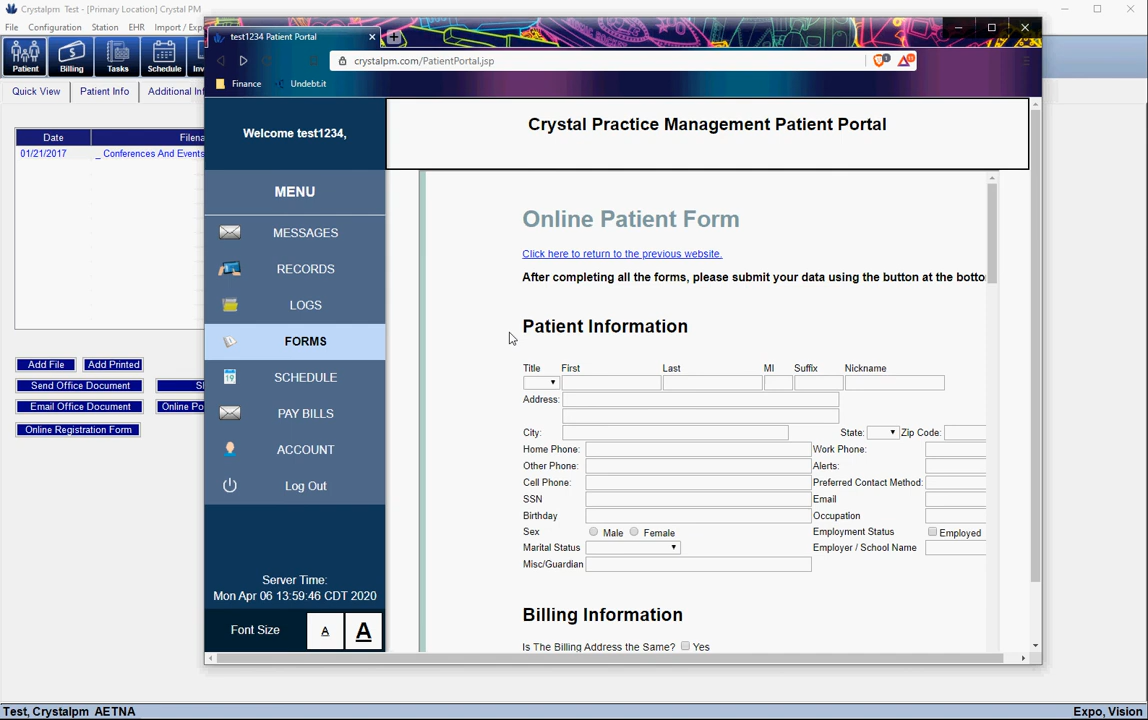 Crystalpm Test - [Primary Location] Crystal PM
File Configuration Station EHR Import / Exp
Patient Billing Tasks Schedule Inv
Quick View Patient Info Additional Inf
Date Filena
01/21/2017 _ Conferences And Events
Add File Add Printed
Send Office Document
Email Office Document Online Po
Online Registration Form
test1234 Patient Portal
crystalpm.com/PatientPortal.jsp
Finance Undebt.it
Welcome test1234,
Crystal Practice Management Patient Portal
MENU
MESSAGES
RECORDS
LOGS
FORMS
SCHEDULE
PAY BILLS
ACCOUNT
Log Out
Server Time:
Mon Apr 06 13:59:46 CDT 2020
Font Size A A
Online Patient Form
Click here to return to the previous website.
After completing all the forms, please submit your data using the button at the botto
Patient Information
Title First Last MI Suffix Nickname
Address:
City: State: Zip Code:
Home Phone: Work Phone:
Other Phone: Alerts:
Cell Phone: Preferred Contact Method:
SSN Email
Birthday Occupation
Sex Male Female Employment Status Employed
Marital Status Employer / School Name
Misc/Guardian
Billing Information
Is The Billing Address the Same? Yes
Test, Crystalpm AETNA Expo, Vision